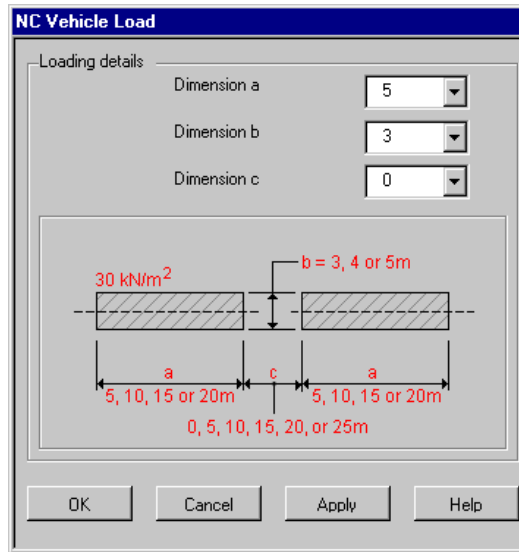 NC Vehicle Load
Loading details
Dimension a 5
Dimension b 3
Dimension c 0
b = 3, 4 or 5m
30 kN/m²
a c a
5, 10, 15 or 20m 5, 10, 15 or 20m
0, 5, 10, 15, 20, or 25m
OK Cancel Apply Help